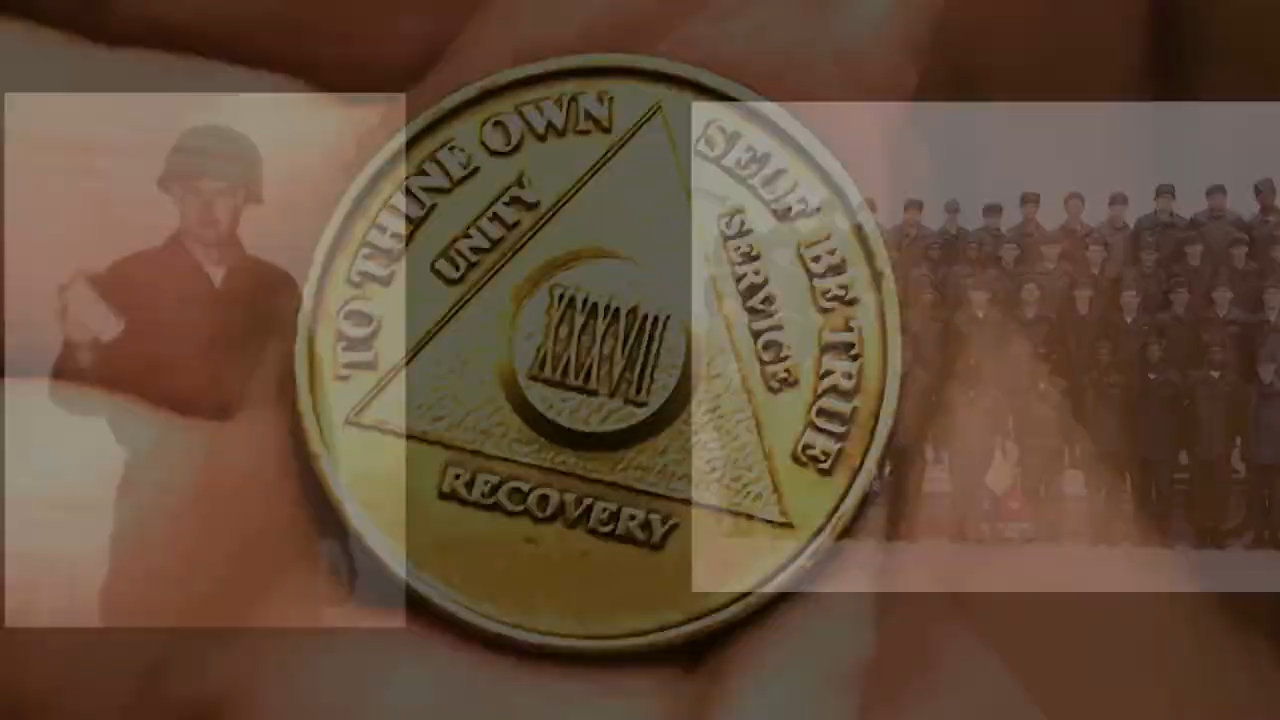 TO THINE OWN SELF BE TRUE
UNITY
SERVICE
XXXVII
RECOVERY